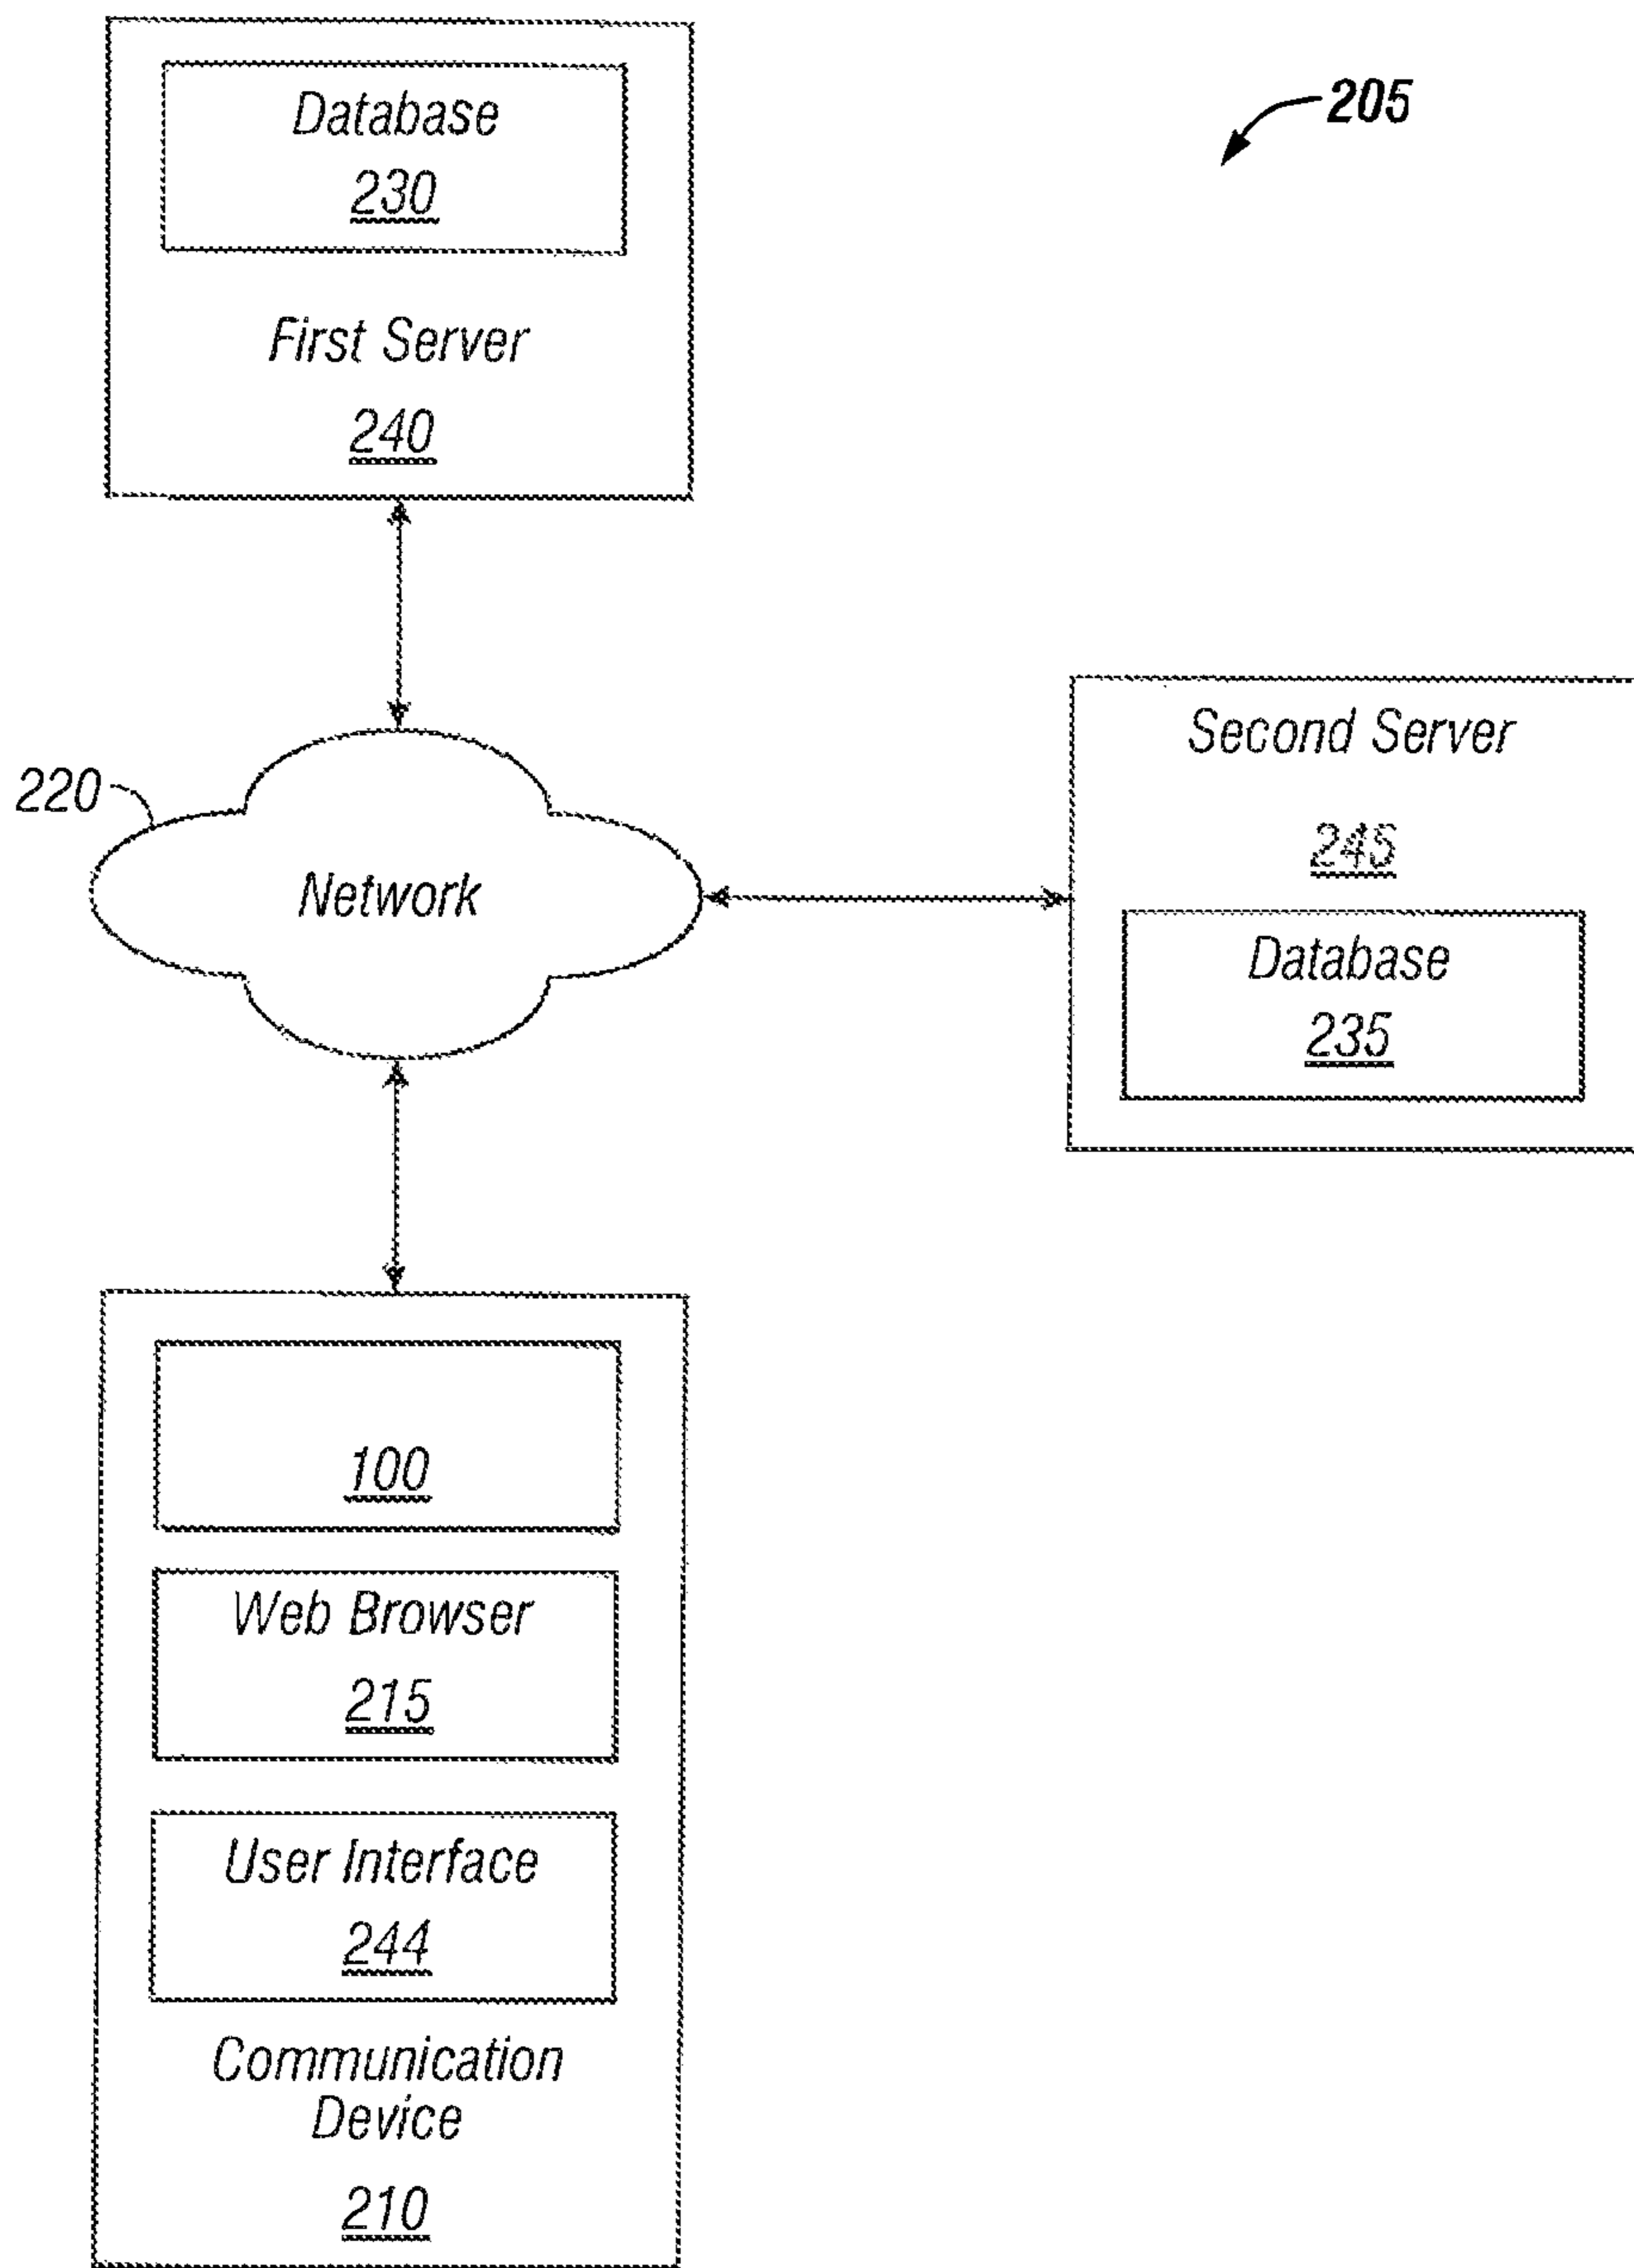 Database
230
First Server
240
205
220
Network
Second Server
245
Database
235
100
Web Browser
215
User Interface
244
Communication
Device
210